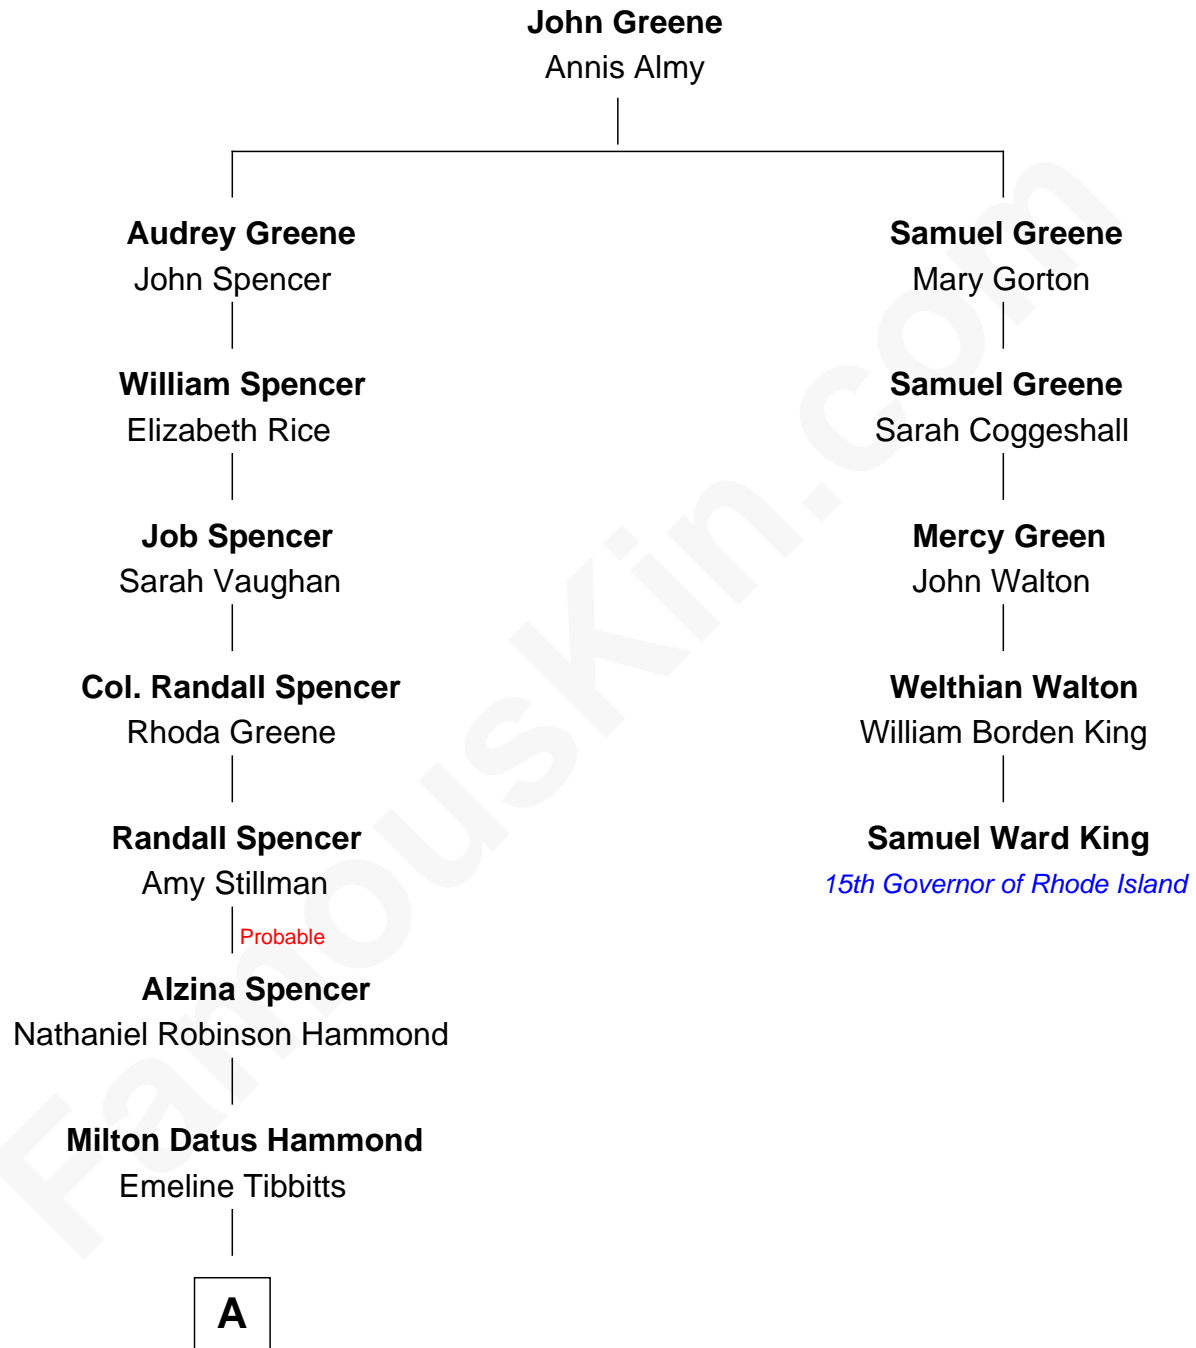 John Greene
Annis Almy
Audrey Greene
John Spencer
Samuel Greene
Mary Gorton
William Spencer
Elizabeth Rice
Samuel Greene
Sarah Coggeshall
Job Spencer
Sarah Vaughan
Mercy Green
John Walton
Col. Randall Spencer
Rhoda Greene
Welthian Walton
William Borden King
Randall Spencer
Amy Stillman
Samuel Ward King
15th Governor of Rhode Island
Probable
Alzina Spencer
Nathaniel Robinson Hammond
Milton Datus Hammond
Emeline Tibbitts
A
FamousKin.com